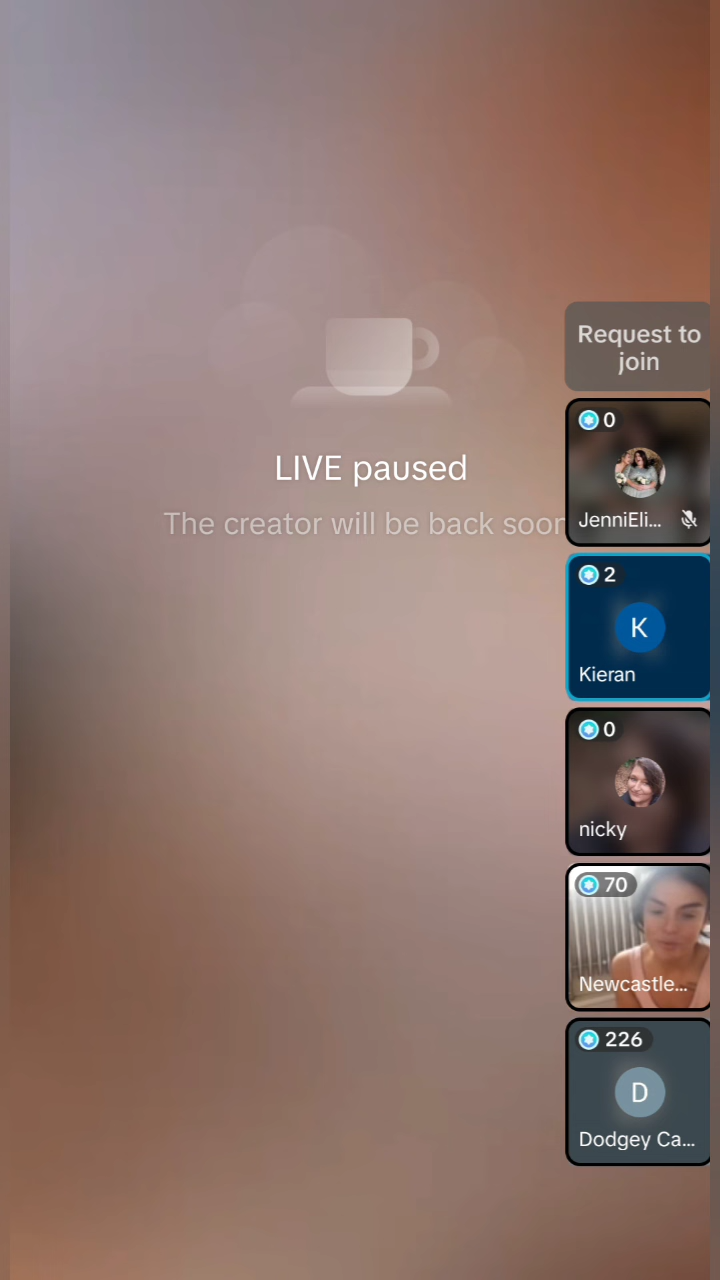 Request to
join
0
JenniEli...
LIVE paused
The creator will be back soon
2
K
Kieran
0
nicky
70
Newcastle...
226
D
Dodgey Ca...